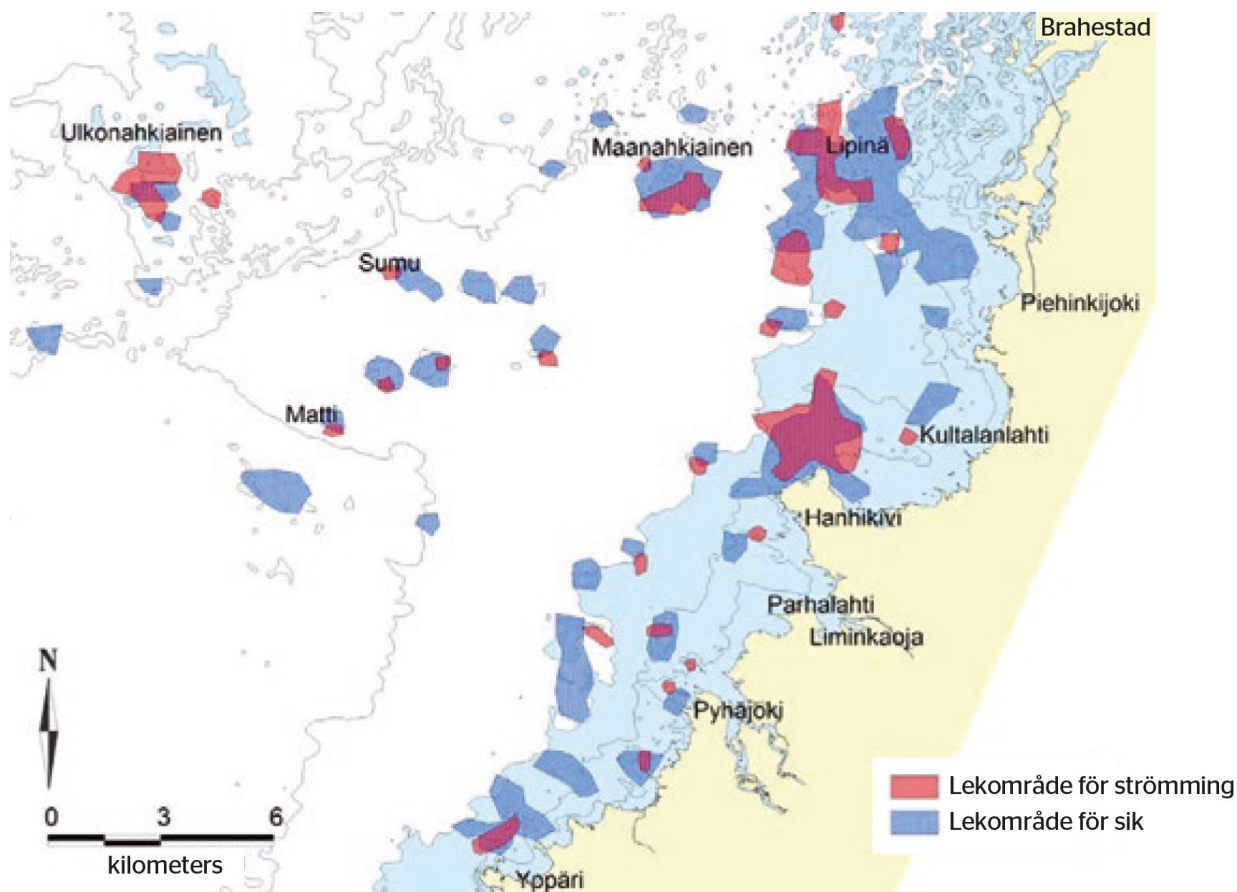 Brahestad
Ulkonahkiainen
Maanahkiainen
Lipinä
Sumu
Piehinkijoki
Matti
Kultalanlahti
Hanhikivi
Parhalahti
Liminkaoja
N
Pyhäjoki
Lekområde för strömming
Lekområde för sik
0 3 6
kilometers
Yppäri